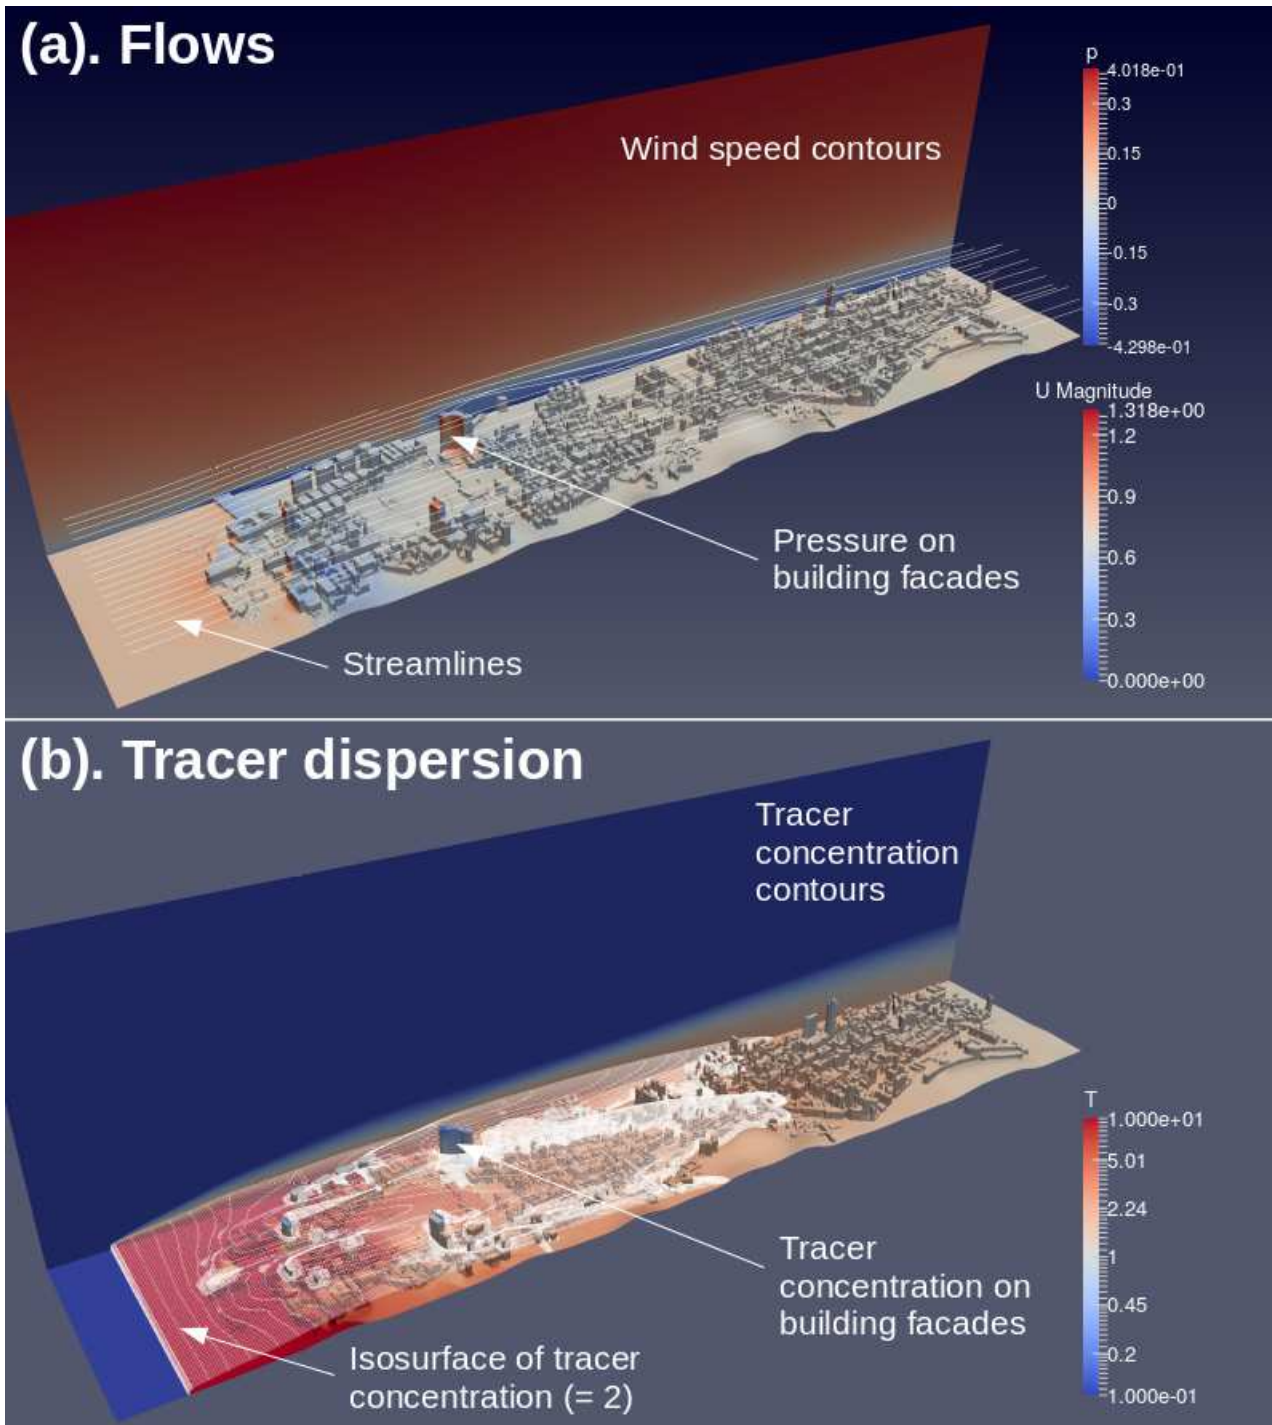 (a). Flows
Wind speed contours
p
4.018e-01
0.3
0.15
0
-0.15
-0.3
-4.298e-01
U Magnitude
1.318e+00
1.2
0.9
0.6
0.3
0.000e+00
Pressure on
building facades
Streamlines
(b). Tracer dispersion
Tracer
concentration
contours
T
1.000e+01
5.01
2.24
1
0.45
0.2
1.000e-01
Tracer
concentration on
building facades
Isosurface of tracer
concentration (= 2)